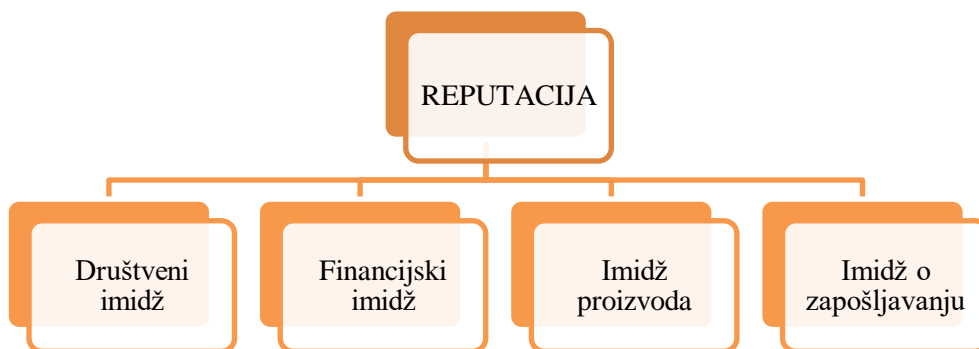 REPUTACIJA
Društveni
imidž
Financijski
imidž
Imidž
proizvoda
Imidž o
zapošljavanju